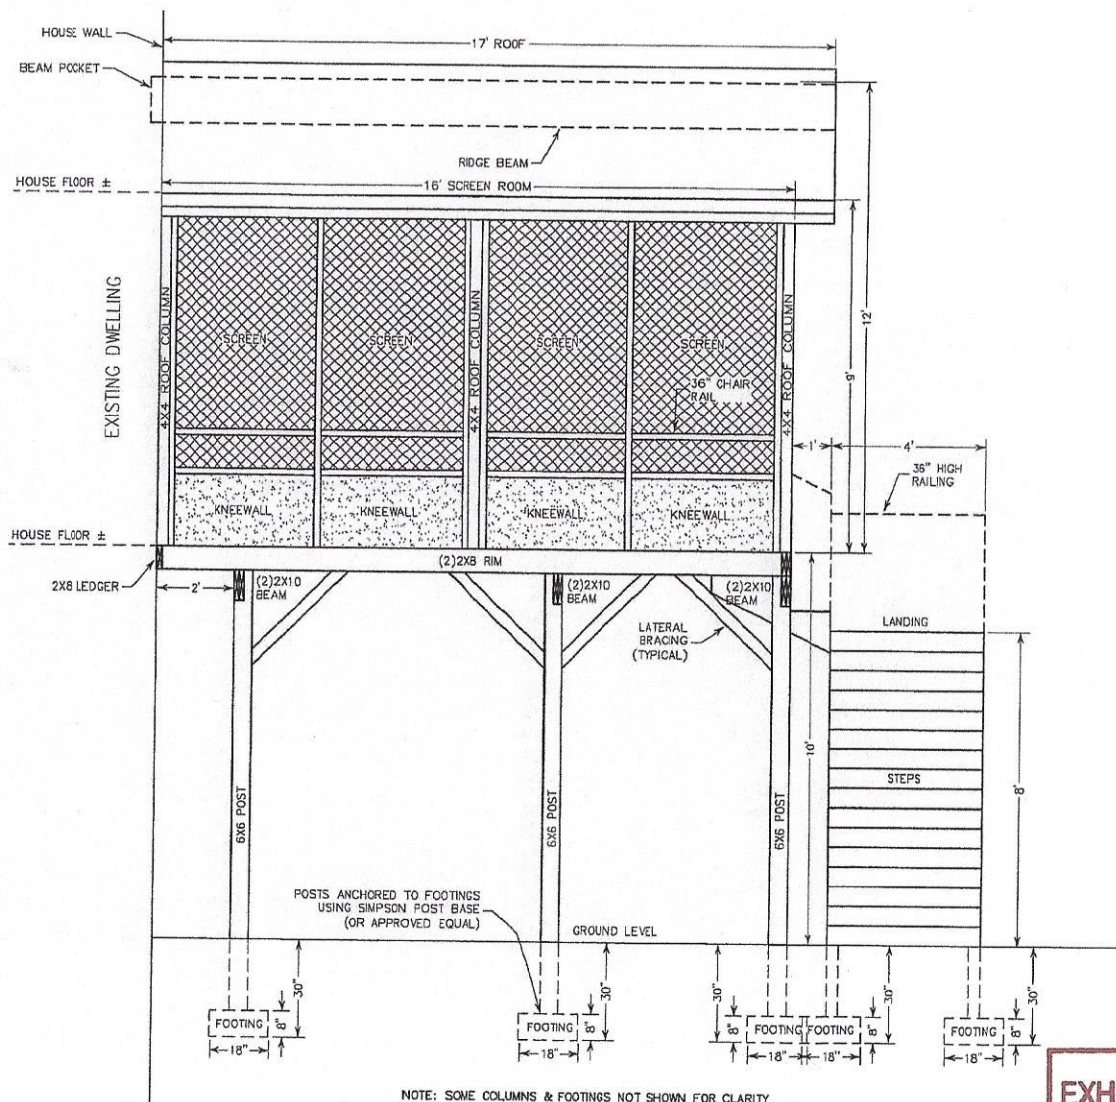 HOUSE WALL
17' ROOF
BEAM POCKET
RIDGE BEAM
HOUSE FLOOR ±
16' SCREEN ROOM
EXISTING DWELLING
4X4 ROOF COLUMN
SCREEN
SCREEN
4X4 ROOF COLUMN
SCREEN
SCREEN
4X4 ROOF COLUMN
12'
9'
36" CHAIR
RAIL
1'
4'
36" HIGH
RAILING
KNEEWALL
KNEEWALL
KNEEWALL
KNEEWALL
HOUSE FLOOR ±
(2)2X8 RIM
2X8 LEDGER
2'
(2)2X10
BEAM
(2)2X10
BEAM
(2)2X10
BEAM
LATERAL
BRACING
(TYPICAL)
LANDING
10'
STEPS
8'
6X6 POST
6X6 POST
6X6 POST
POSTS ANCHORED TO FOOTINGS
USING SIMPSON POST BASE
(OR APPROVED EQUAL)
GROUND LEVEL
30"
30"
30"
30"
30"
FOOTING
8"
FOOTING
8"
8"
FOOTING
FOOTING
8"
FOOTING
8"
18"
18"
18"
18"
18"
NOTE: SOME COLUMNS & FOOTINGS NOT SHOWN FOR CLARITY
EXH